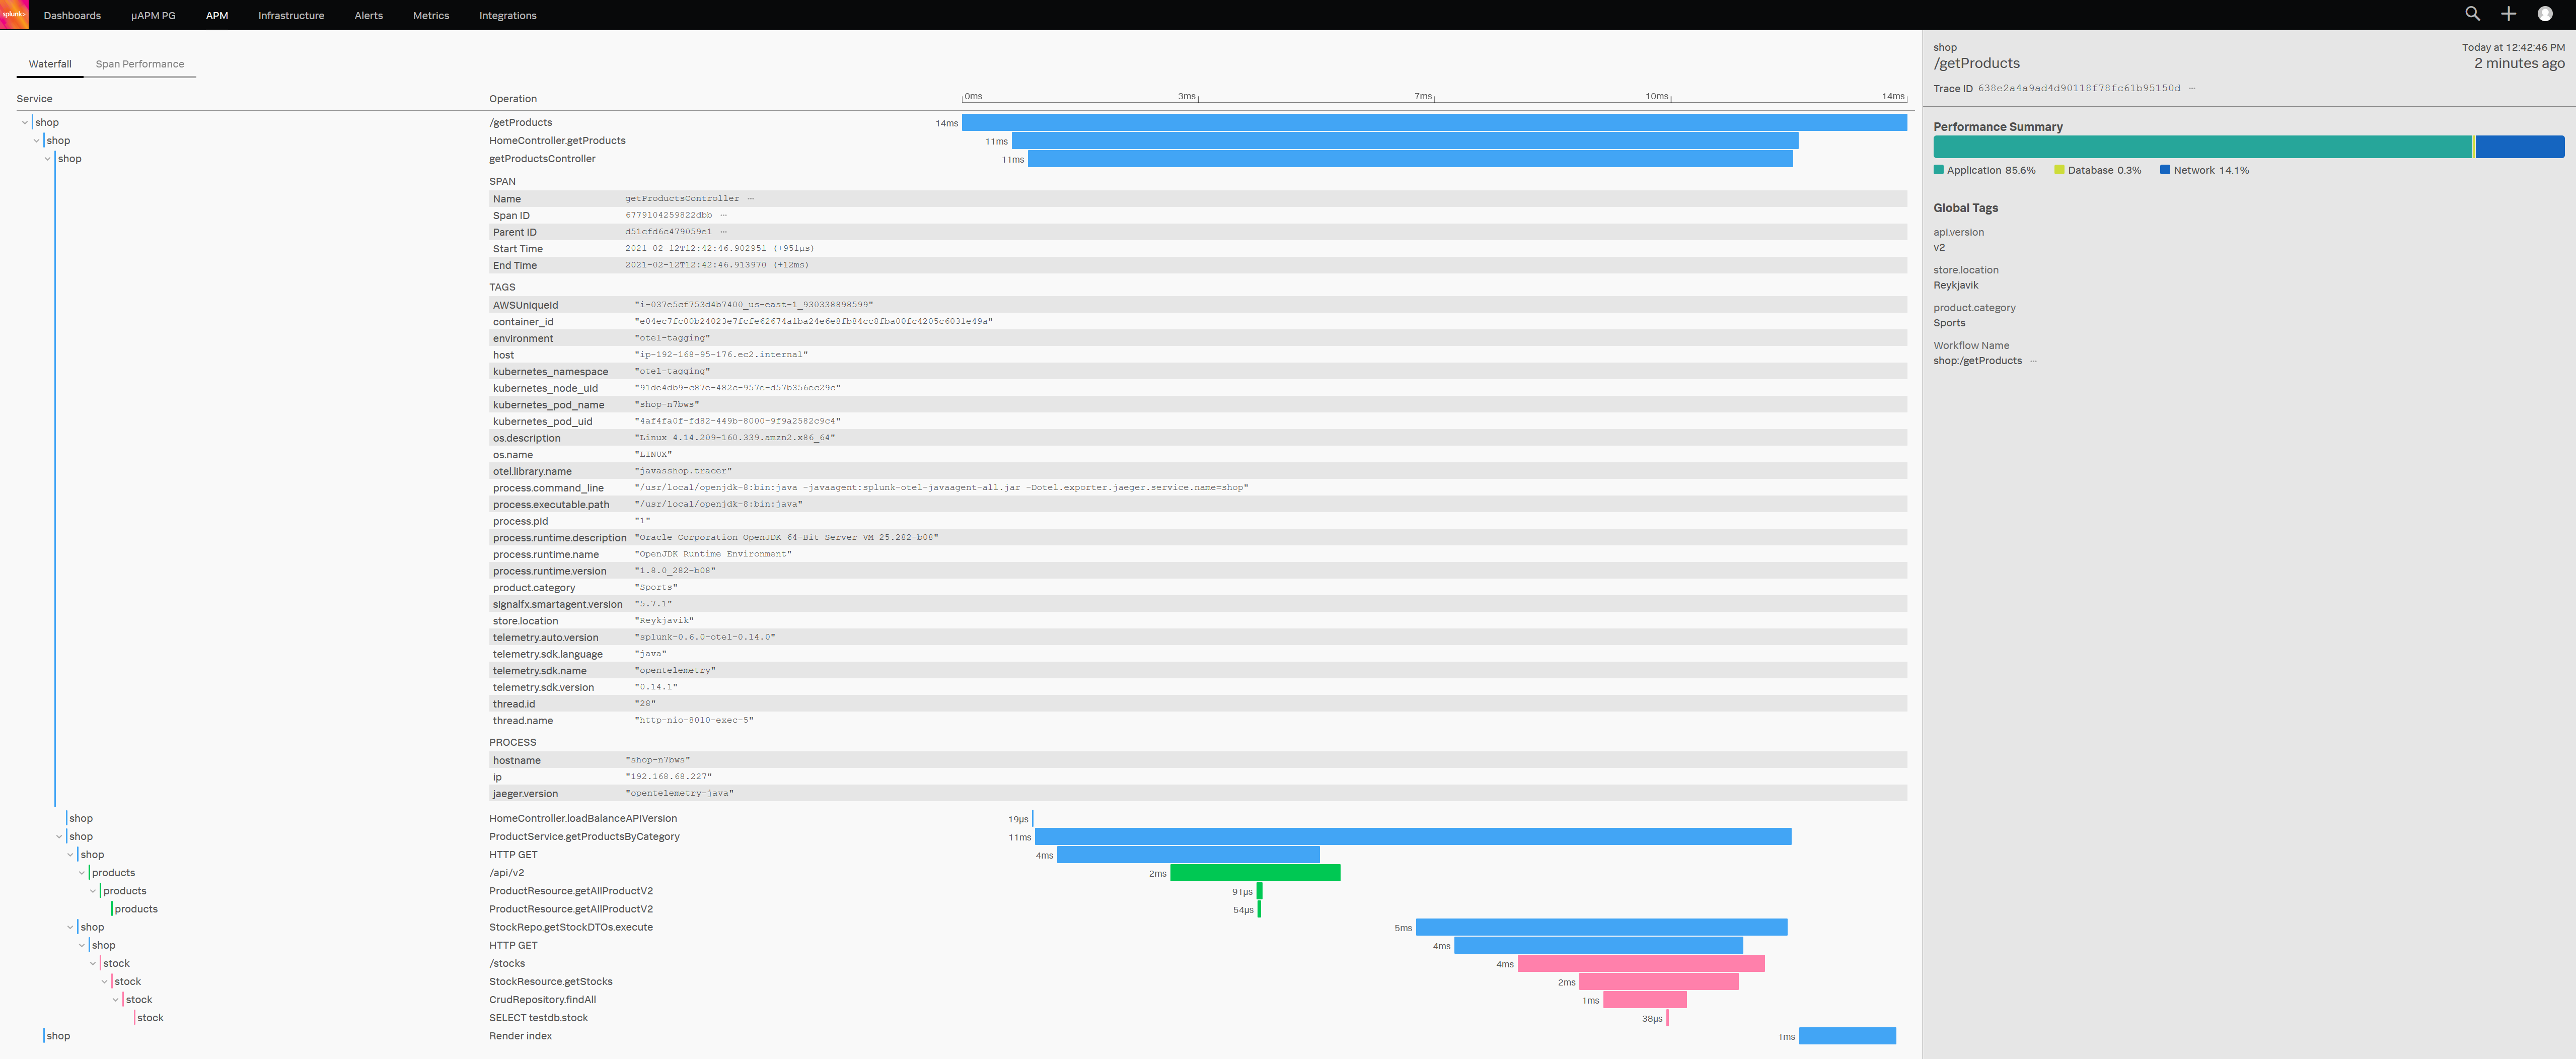 splunk> Dashboards µAPM PG APM Infrastructure Alerts Metrics Integrations
Waterfall Span Performance
Service Operation 0ms 3ms 7ms 10ms 14ms
shop /getProducts 14ms
shop HomeController.getProducts 11ms
shop getProductsController 11ms
SPAN
Name getProductsController ...
Span ID 6779104259822dbb ...
Parent ID d51cfd6c479059e1 ...
Start Time 2021-02-12T12:42:46.902951 (+951µs)
End Time 2021-02-12T12:42:46.913970 (+12ms)
TAGS
AWSUniqueId "i-037e5cf753d4b7400_us-east-1_930338898599"
container_id "e04ec7fc00b24023e7fcfe62674a1ba24e6e8fb84cc8fba00fc4205c6031e49a"
environment "otel-tagging"
host "ip-192-168-95-176.ec2.internal"
kubernetes_namespace "otel-tagging"
kubernetes_node_uid "91de4db9-c87e-482c-957e-d57b356ec29c"
kubernetes_pod_name "shop-n7bws"
kubernetes_pod_uid "4af4fa0f-fd82-449b-8000-9f9a2582c9c4"
os.description "Linux 4.14.209-160.339.amzn2.x86_64"
os.name "LINUX"
otel.library.name "javasshop.tracer"
process.command_line "/usr/local/openjdk-8:bin:java -javaagent:splunk-otel-javaagent-all.jar -Dotel.exporter.jaeger.service.name=shop"
process.executable.path "/usr/local/openjdk-8:bin:java"
process.pid "1"
process.runtime.description "Oracle Corporation OpenJDK 64-Bit Server VM 25.282-b08"
process.runtime.name "OpenJDK Runtime Environment"
process.runtime.version "1.8.0_282-b08"
product.category "Sports"
signalfx.smartagent.version "5.7.1"
store.location "Reykjavik"
telemetry.auto.version "splunk-0.6.0-otel-0.14.0"
telemetry.sdk.language "java"
telemetry.sdk.name "opentelemetry"
telemetry.sdk.version "0.14.1"
thread.id "28"
thread.name "http-nio-8010-exec-5"
PROCESS
hostname "shop-n7bws"
ip "192.168.68.227"
jaeger.version "opentelemetry-java"
shop HomeController.loadBalanceAPIVersion 19µs
shop ProductService.getProductsByCategory 11ms
shop HTTP GET 4ms
products /api/v2 2ms
products ProductResource.getAllProductV2 91µs
products ProductResource.getAllProductV2 54µs
shop StockRepo.getStockDTOs.execute 5ms
shop HTTP GET 4ms
stock /stocks 4ms
stock StockResource.getStocks 2ms
stock CrudRepository.findAll 1ms
stock SELECT testdb.stock 38µs
shop Render index 1ms
shop Today at 12:42:46 PM
/getProducts 2 minutes ago
Trace ID 638e2a4a9ad4d90118f78fc61b95150d ...
Performance Summary
Application 85.6% Database 0.3% Network 14.1%
Global Tags
api.version
v2
store.location
Reykjavik
product.category
Sports
Workflow Name
shop:/getProducts ...